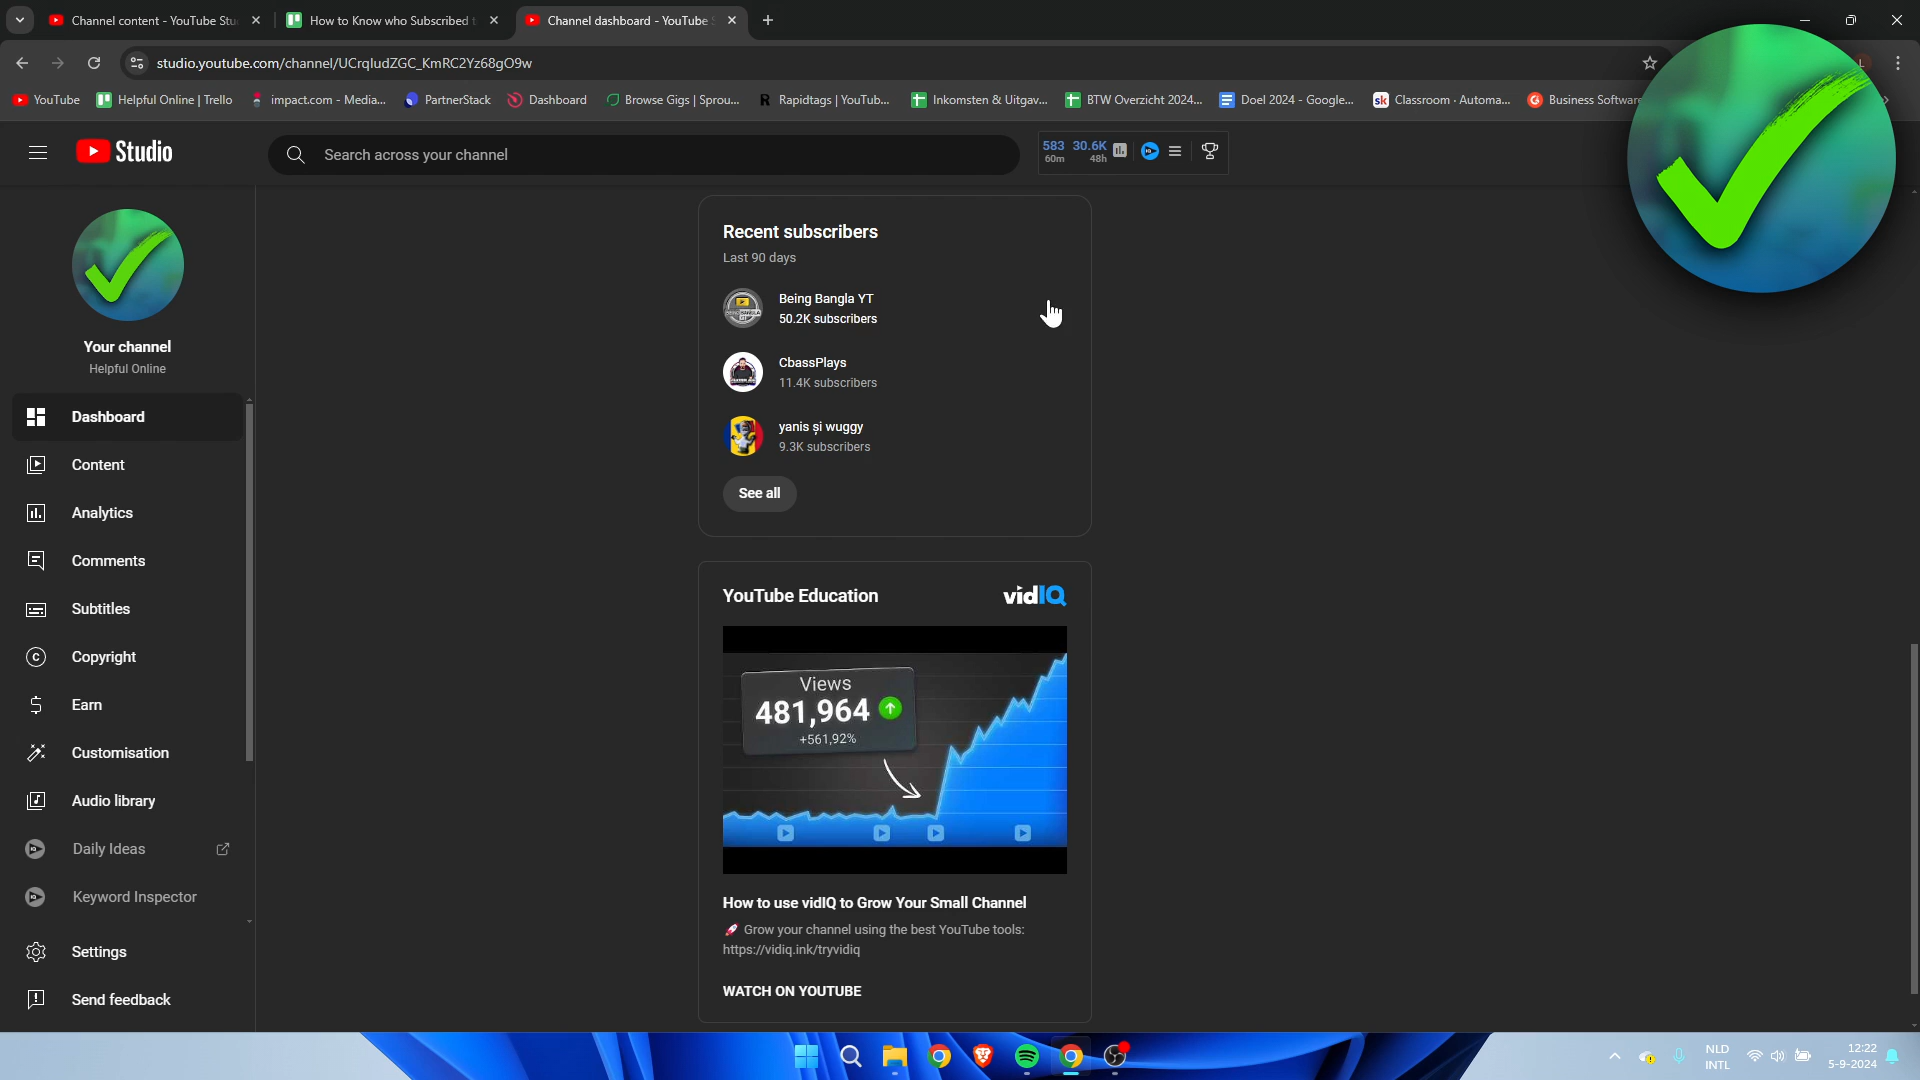 Channel content - YouTube Stu
How to Know who Subscribed t
Channel dashboard - YouTube S
studio.youtube.com/channel/UCrqludZGC_KmRC2Yz68gO9w
YouTube
Helpful Online | Trello
impact.com - Media...
PartnerStack
Dashboard
Browse Gigs | Sprou...
Rapidtags | YouTub...
Inkomsten & Uitgav...
BTW Overzicht 2024...
Doel 2024 - Google...
sk
Classroom · Automa...
Business Software
Studio
Search across your channel
583 30.6K
60m 48h
Your channel
Helpful Online
Dashboard
Content
Analytics
Comments
Subtitles
Copyright
Earn
Customisation
Audio library
Daily Ideas
Keyword Inspector
Settings
Send feedback
Recent subscribers
Last 90 days
Being Bangla YT
50.2K subscribers
CbassPlays
11.4K subscribers
yanis și wuggy
9.3K subscribers
See all
YouTube Education
vidIQ
Views
481,964
+561,92%
How to use vidIQ to Grow Your Small Channel
🚀 Grow your channel using the best YouTube tools:
https://vidiq.ink/tryvidiq
WATCH ON YOUTUBE
NLD
INTL
12:22
5-9-2024